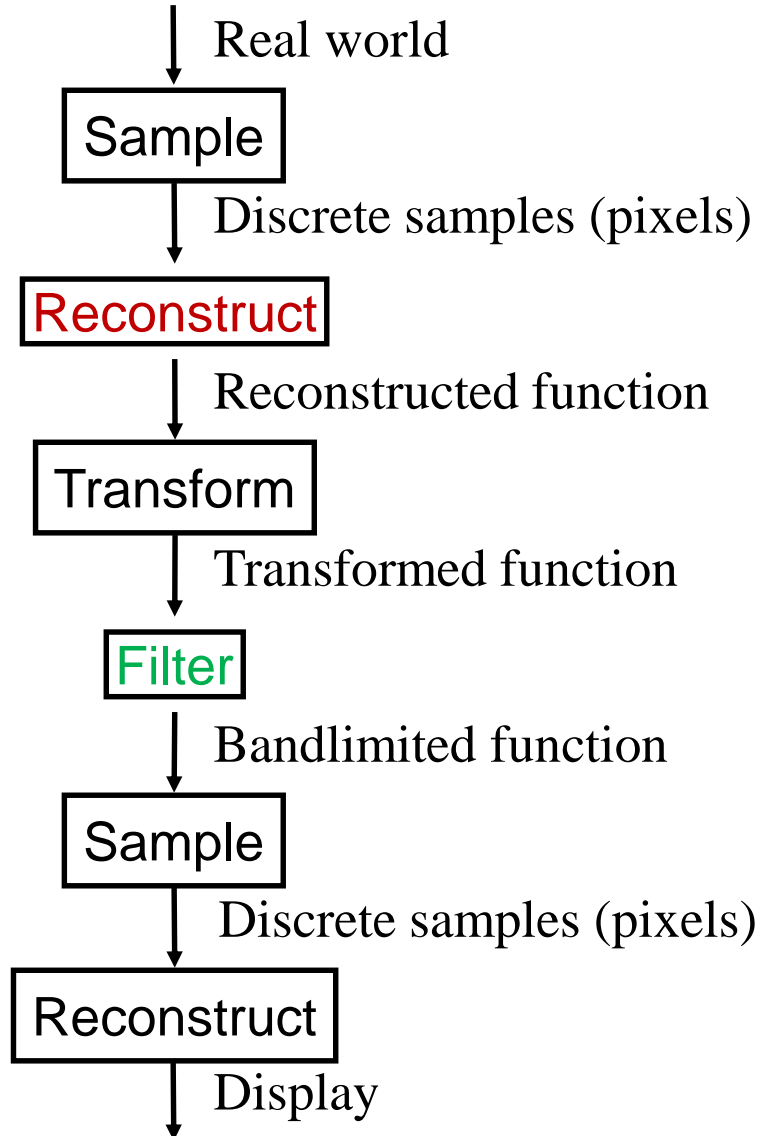 Real world
Sample
Discrete samples (pixels)
Reconstruct
Reconstructed function
Transform
Transformed function
Filter
Bandlimited function
Sample
Discrete samples (pixels)
Reconstruct
Display